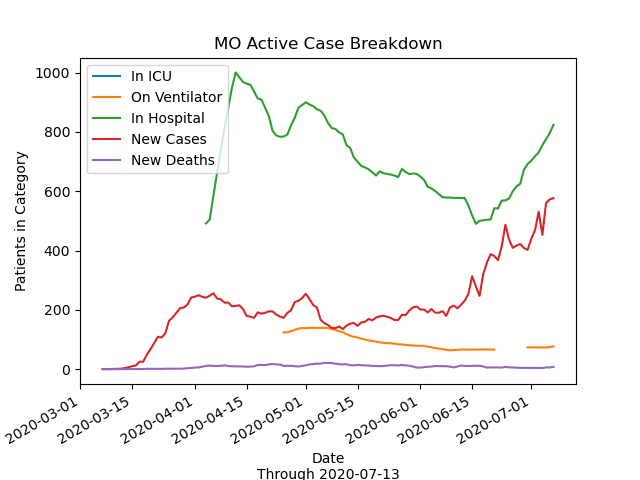 MO Active Case Breakdown
In ICU
On Ventilator
In Hospital
New Cases
New Deaths
Patients in Category
1000
800
600
400
200
0
2020-03-01
2020-03-15
2020-04-01
2020-04-15
2020-05-01
2020-05-15
2020-06-01
2020-06-15
2020-07-01
Date
Through 2020-07-13